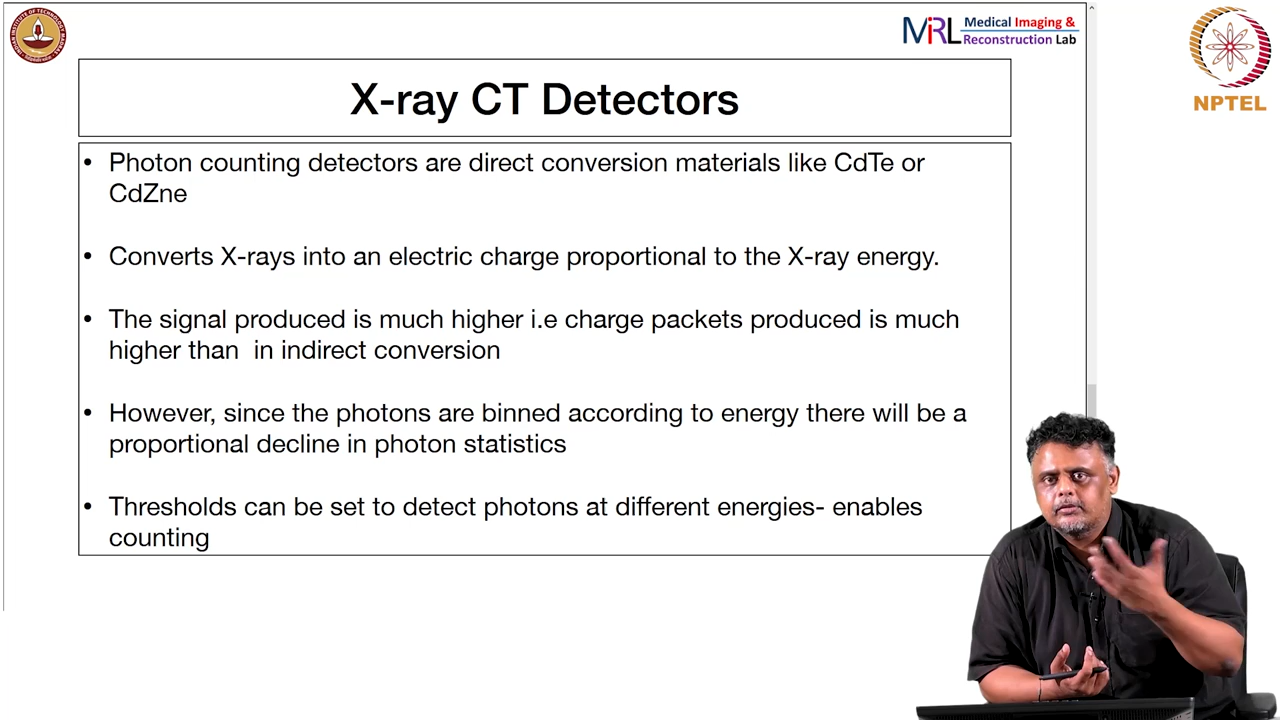 MiRL Medical Imaging &
Reconstruction Lab
NPTEL
X-ray CT Detectors
• Photon counting detectors are direct conversion materials like CdTe or
CdZne
• Converts X-rays into an electric charge proportional to the X-ray energy.
• The signal produced is much higher i.e charge packets produced is much
higher than in indirect conversion
• However, since the photons are binned according to energy there will be a
proportional decline in photon statistics
• Thresholds can be set to detect photons at different energies- enables
counting